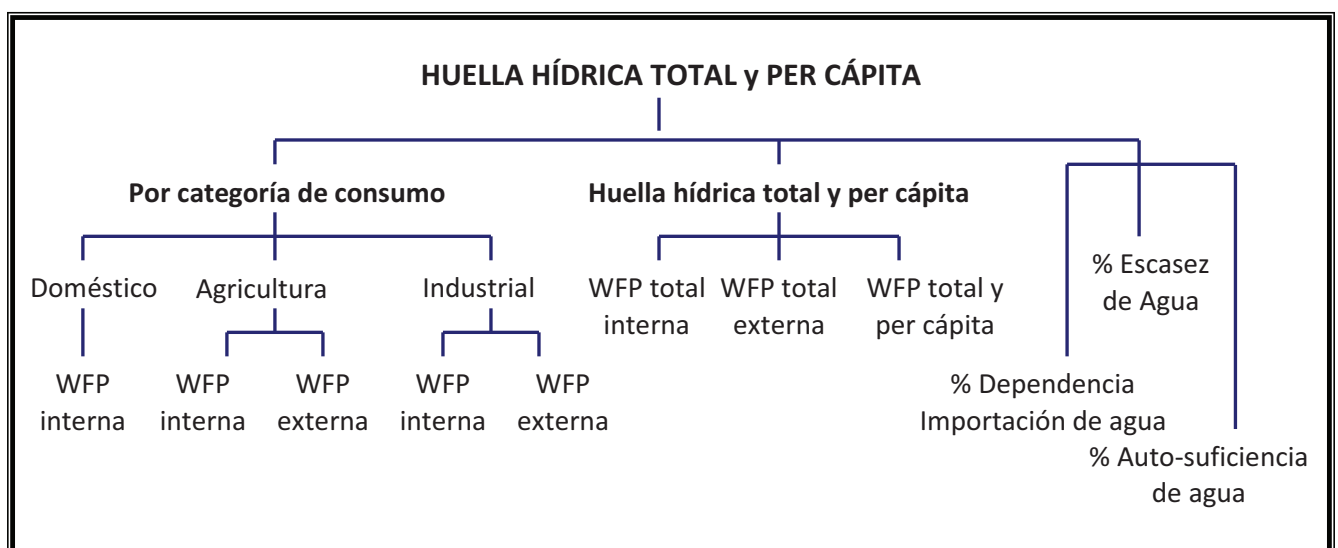 HUELLA HÍDRICA TOTAL y PER CÁPITA
Por categoría de consumo
Huella hídrica total y per cápita
Doméstico
Agricultura
Industrial
WFP total
interna
WFP total
externa
WFP total y
per cápita
% Escasez
de Agua
WFP
interna
WFP
interna
WFP
externa
WFP
interna
WFP
externa
% Dependencia
Importación de agua
% Auto-suficiencia
de agua